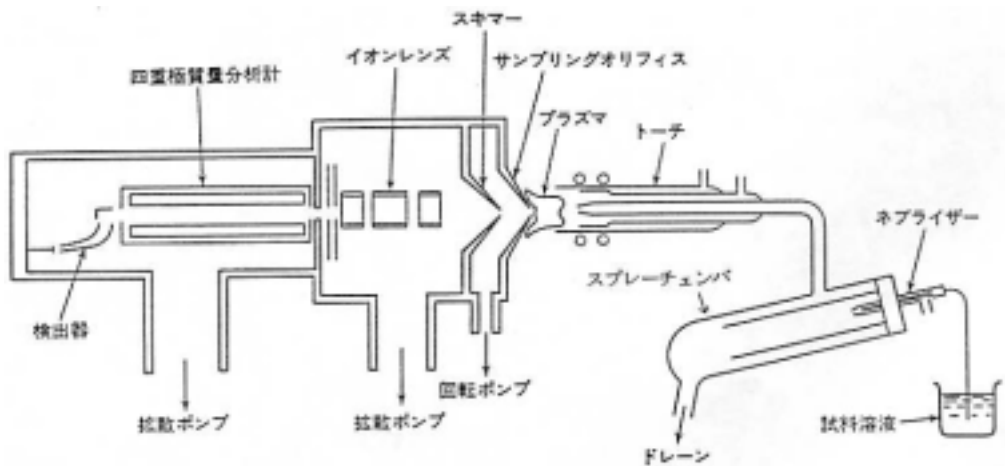 スキマー
イオンレンズ
サンプリングオリフィス
四重極質量分析計
プラズマ
トーチ
ネブライザー
スプレーチェンバ
検出器
回転ポンプ
拡散ポンプ
拡散ポンプ
試料溶液
ドレーン